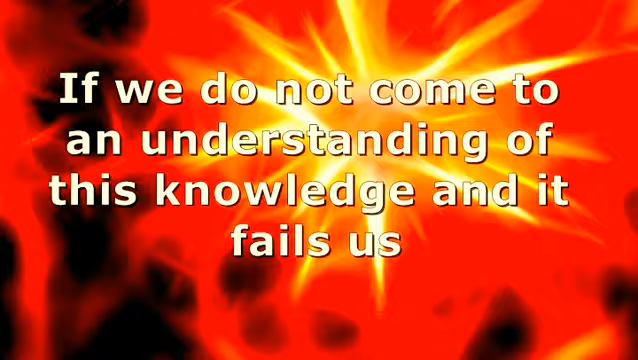 If we do not come to
an understanding of
this knowledge and it
fails us